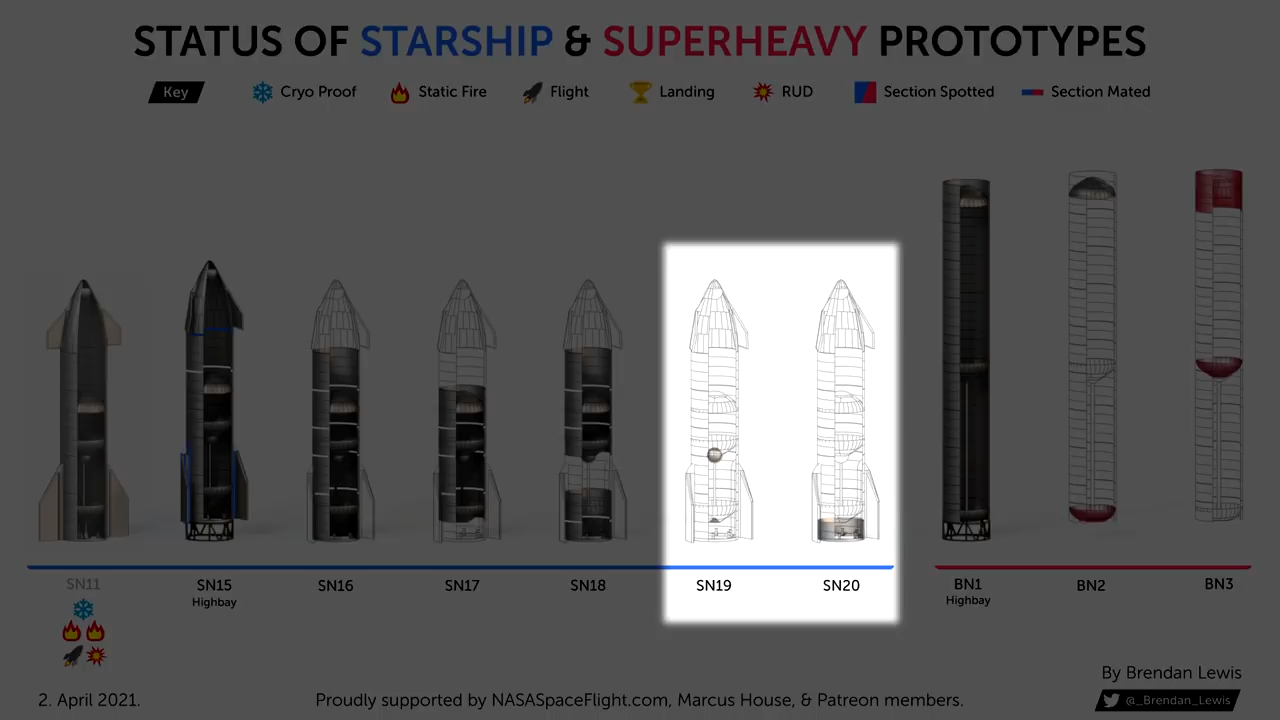 STATUS OF STARSHIP & SUPERHEAVY PROTOTYPES
Key Cryo Proof Static Fire Flight Landing RUD Section Spotted Section Mated
SN11 SN15 SN16 SN17 SN18 SN19 SN20 BN1 BN2 BN3
Highbay Highbay
By Brendan Lewis
2. April 2021. Proudly supported by NASASpaceFlight.com, Marcus House, & Patreon members. @_Brendan_Lewis